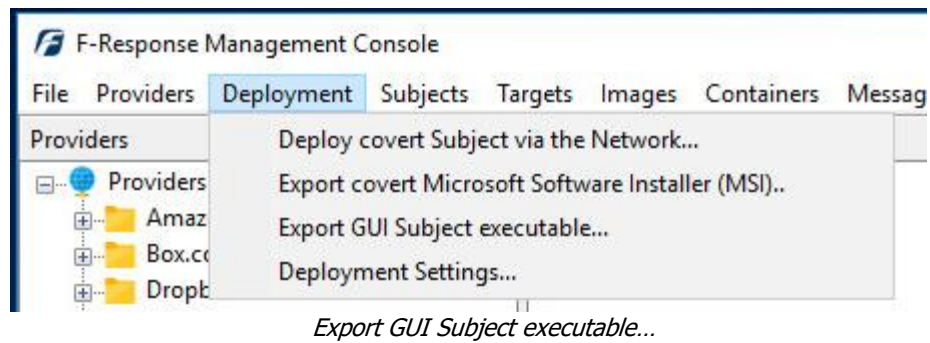 F-Response Management Console
File Providers Deployment Subjects Targets Images Containers Messag
Providers
Deploy covert Subject via the Network...
Providers
Export covert Microsoft Software Installer (MSI)..
Amaz
Export GUI Subject executable...
Box.co
Deployment Settings...
Dropb
Export GUI Subject executable...